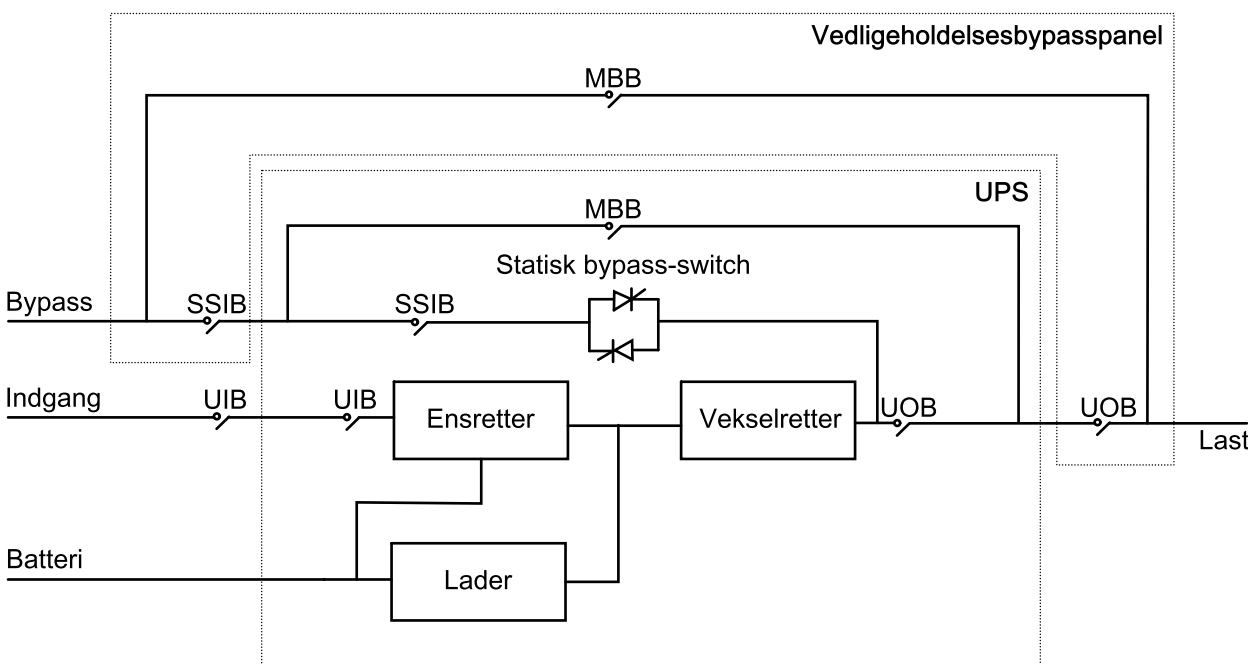 Vedligeholdelsesbypasspanel
MBB
UPS
MBB
Statisk bypass-switch
Bypass
SSIB
SSIB
Indgang
UIB
UIB
Ensretter
Vekselretter
UOB
UOB
Last
Batteri
Lader